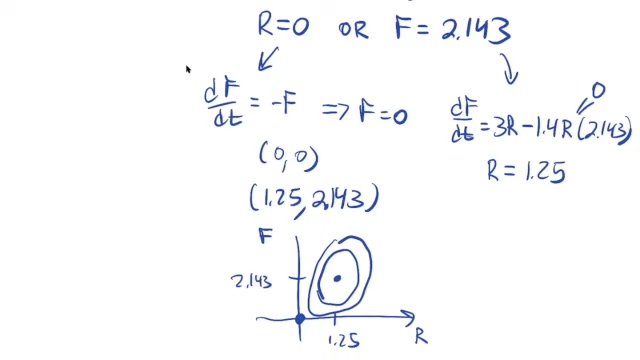 R=0 OR F = 2.143
dF/dt = -F ⟹ F=0
dF/dt = 3R - 1.4R(2.143)
0
(0,0)
R = 1.25
(1.25, 2.143)
F
2.143
1.25
R